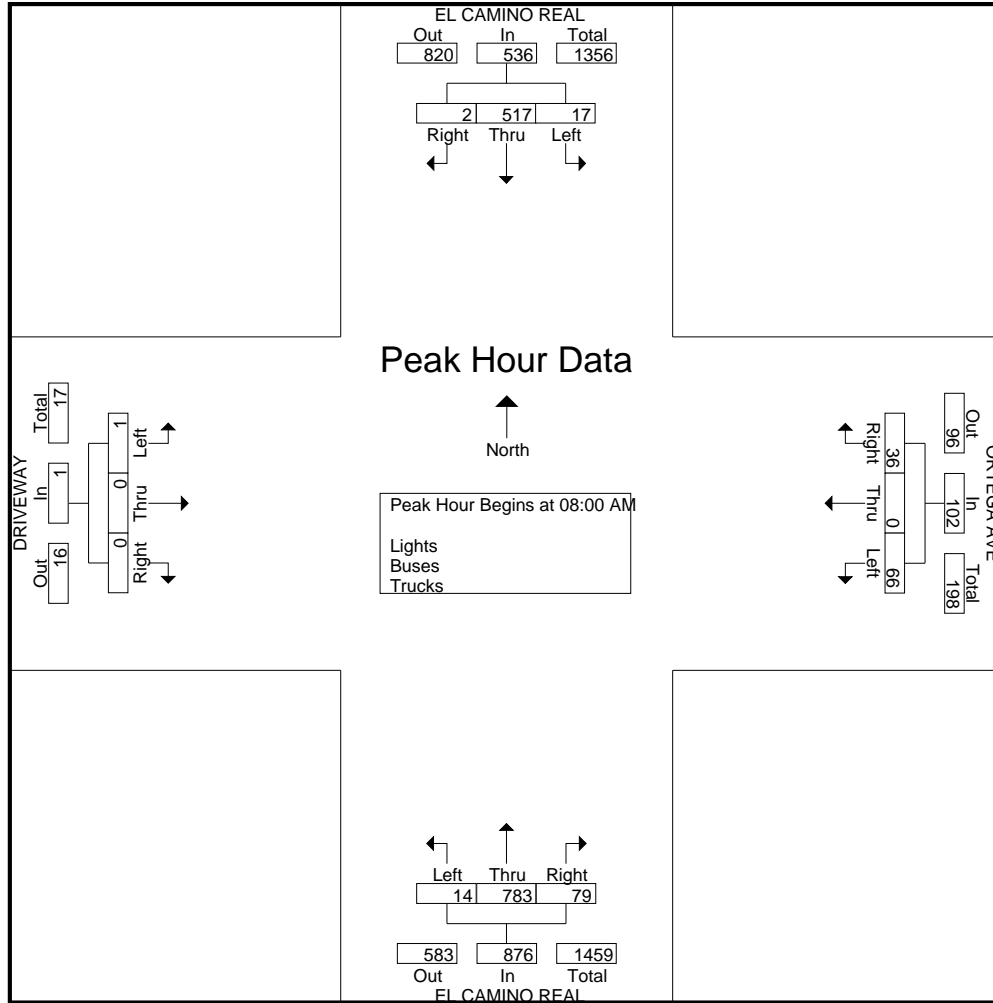 EL CAMINO REAL
Out In Total
820 536 1356
2 517 17
Right Thru Left
Peak Hour Data
North
Peak Hour Begins at 08:00 AM
Lights
Buses
Trucks
DRIVEWAY
Out In Total
16 1 17
Right Thru Left
0 0 1
ORTEGA AVE
Out In Total
96 102 198
36 0 66
Right Thru Left
Left Thru Right
14 783 79
583 876 1459
Out In Total
EL CAMINO REAL